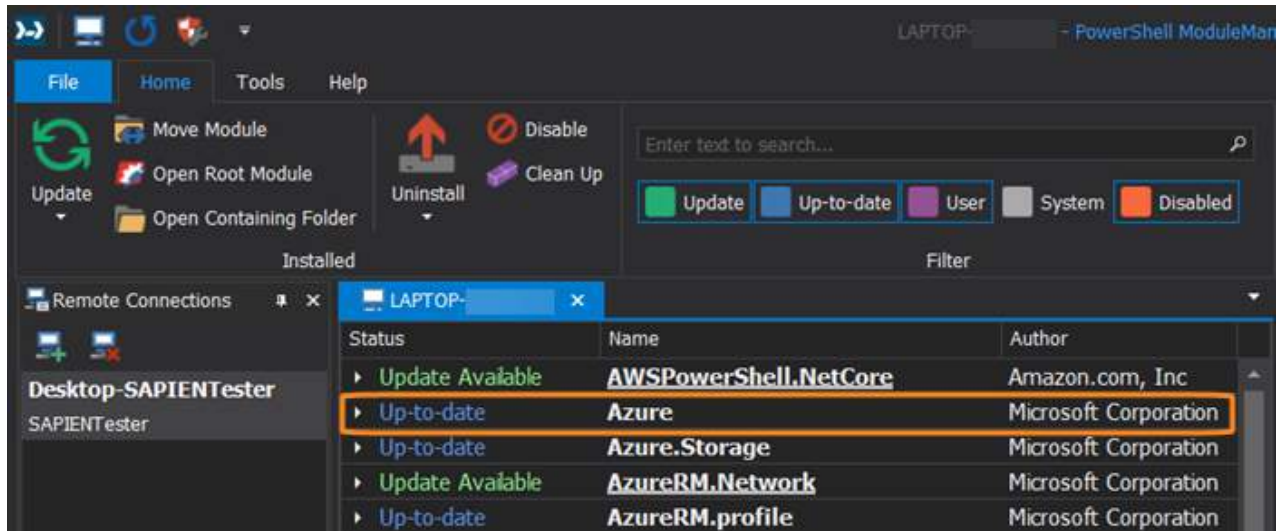 LAPTOP- - PowerShell ModuleMan
File Home Tools Help
Update
Move Module
Open Root Module
Open Containing Folder
Uninstall
Disable
Clean Up
Installed
Enter text to search...
Update Up-to-date User System Disabled
Filter
Remote Connections
Desktop-SAPIENTester
SAPIENTester
LAPTOP-
Status Name Author
Update Available AWSPowerShell.NetCore Amazon.com, Inc
Up-to-date Azure Microsoft Corporation
Up-to-date Azure.Storage Microsoft Corporation
Update Available AzureRM.Network Microsoft Corporation
Up-to-date AzureRM.profile Microsoft Corporation